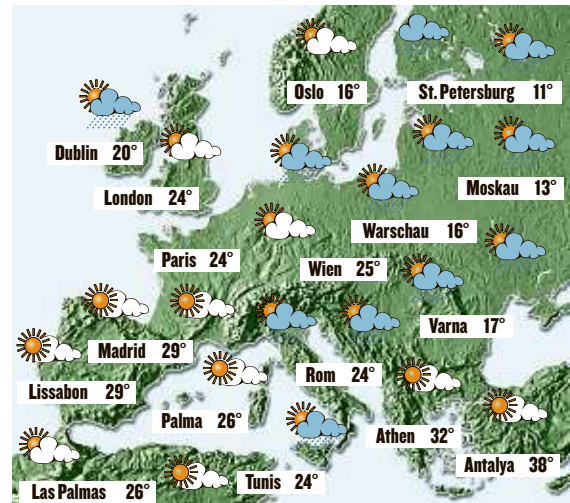 Oslo 16°
St. Petersburg 11°
Dublin 20°
London 24°
Moskau 13°
Warschau 16°
Paris 24°
Wien 25°
Varna 17°
Madrid 29°
Lissabon 29°
Rom 24°
Palma 26°
Athen 32°
Antalya 38°
Las Palmas 26°
Tunis 24°